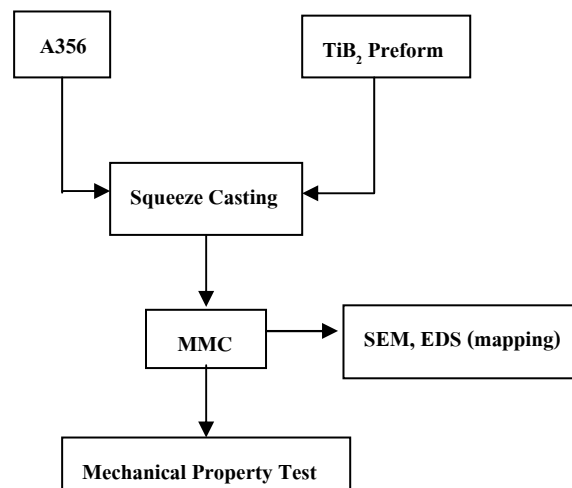 A356
TiB₂ Preform
Squeeze Casting
MMC
SEM, EDS (mapping)
Mechanical Property Test